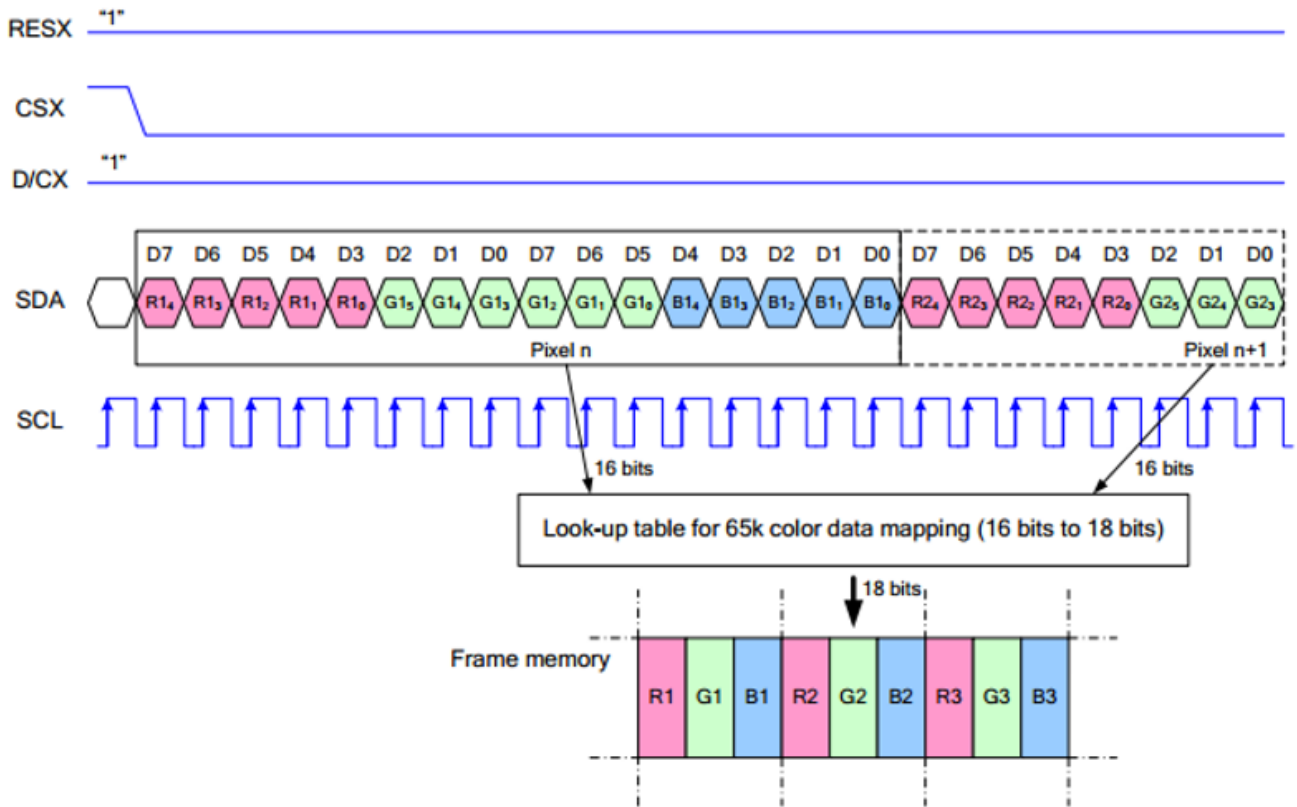 RESX "1"
CSX
D/CX "1"
D7 D6 D5 D4 D3 D2 D1 D0 D7 D6 D5 D4 D3 D2 D1 D0 D7 D6 D5 D4 D3 D2 D1 D0
SDA R1₄ R1₃ R1₂ R1₁ R1₀ G1₅ G1₄ G1₃ G1₂ G1₁ G1₀ B1₄ B1₃ B1₂ B1₁ B1₀ R2₄ R2₃ R2₂ R2₁ R2₀ G2₅ G2₄ G2₃
Pixel n Pixel n+1
SCL
16 bits 16 bits
Look-up table for 65k color data mapping (16 bits to 18 bits)
18 bits
Frame memory
R1 G1 B1 R2 G2 B2 R3 G3 B3